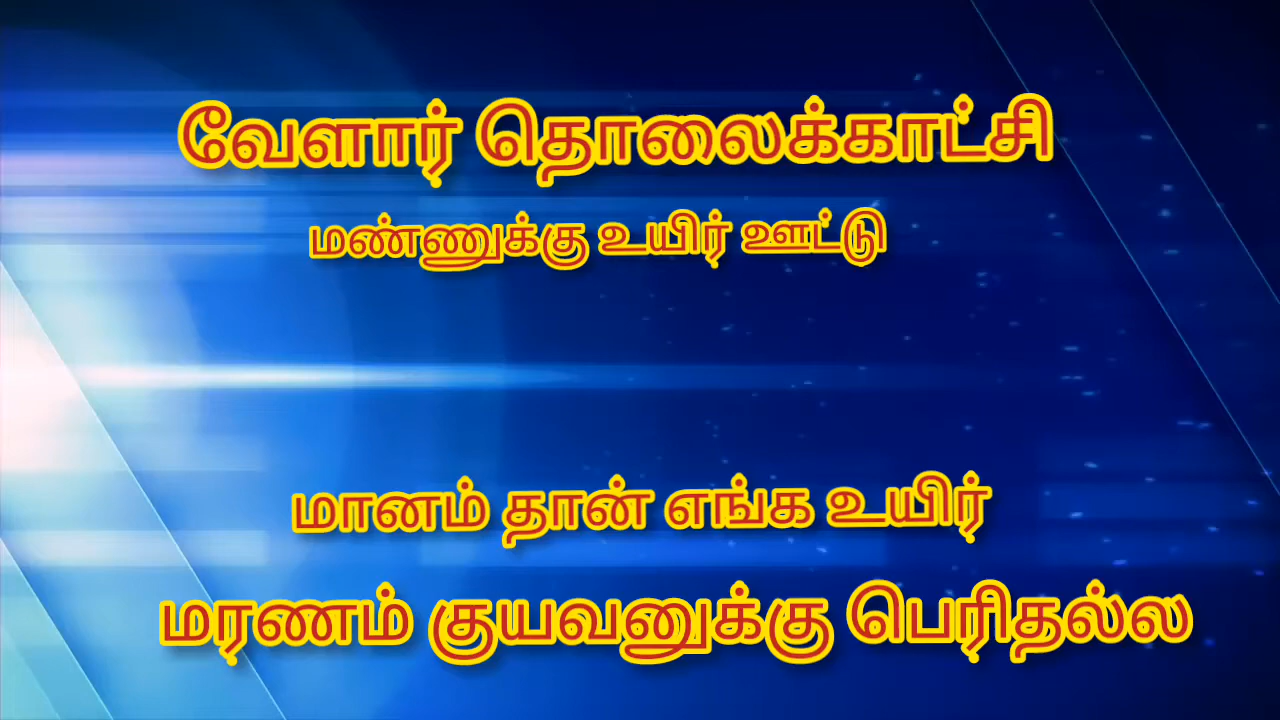 வேளார் தொலைக்காட்சி
மண்ணுக்கு உயிர் ஊட்டு
மானம் தான் எங்க உயிர்
மரணம் குயவனுக்கு பெரிதல்ல